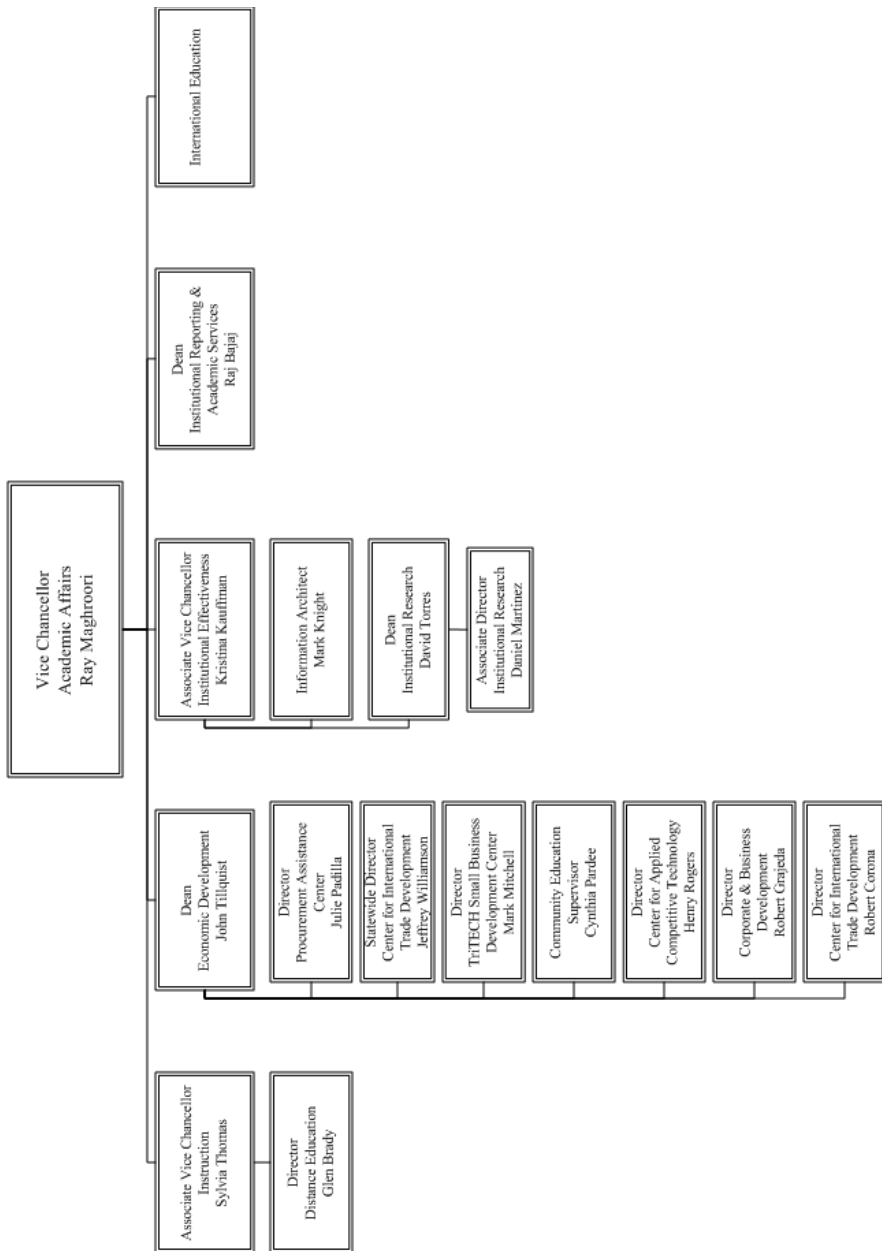 Vice Chancellor
Academic Affairs
Ray Maghroori
Associate Vice Chancellor
Instruction
Sylvia Thomas
Director
Distance Education
Glen Brady
Dean
Economic Development
John Tillquist
Director
Procurement Assistance
Center
Julie Padilla
Statewide Director
Center for International
Trade Development
Jeffrey Williamson
Director
TriTECH Small Business
Development Center
Mark Mitchell
Community Education
Supervisor
Cynthia Pardee
Director
Center for Applied
Competitive Technology
Henry Rogers
Director
Corporate & Business
Development
Robert Grajeda
Director
Center for International
Trade Development
Robert Corona
Associate Vice Chancellor
Institutional Effectiveness
Kristina Kauffman
Information Architect
Mark Knight
Dean
Institutional Research
David Torres
Associate Director
Institutional Research
Daniel Martinez
Dean
Institutional Reporting &
Academic Services
Raj Bajaj
International Education